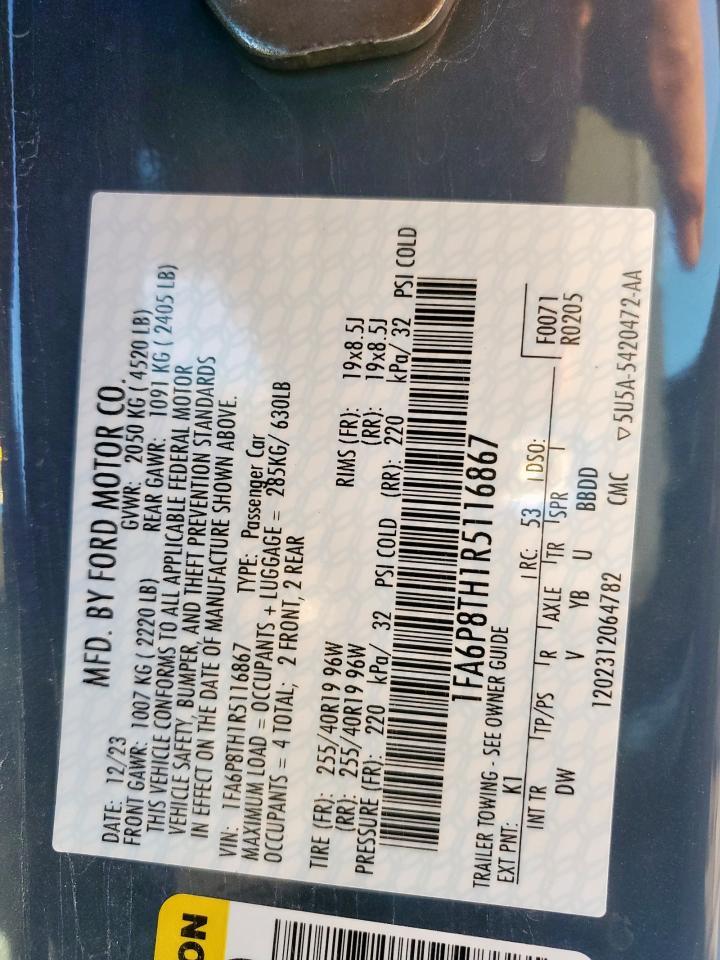 MFD. BY FORD MOTOR CO.
DATE: 12/23 GVWR: 2050 KG ( 4520 LB)
FRONT GAWR: 1007 KG ( 2220 LB) REAR GAWR: 1091 KG ( 2405 LB)
THIS VEHICLE CONFORMS TO ALL APPLICABLE FEDERAL MOTOR
VEHICLE SAFETY, BUMPER, AND THEFT PREVENTION STANDARDS
IN EFFECT ON THE DATE OF MANUFACTURE SHOWN ABOVE.
VIN: 1FA6P8TH1R5116867 TYPE: Passenger Car
MAXIMUM LOAD = OCCUPANTS + LUGGAGE = 285KG/ 630LB
OCCUPANTS = 4 TOTAL; 2 FRONT, 2 REAR
TIRE (FR): 255/40R19 96W RIMS (FR): 19x8.5J
(RR): 255/40R19 96W (RR): 19x8.5J
PRESSURE (FR): 220 kPa/ 32 PSI COLD (RR): 220 kPa/ 32 PSI COLD
1FA6P8TH1R5116867
TRAILER TOWING - SEE OWNER GUIDE
EXT PNT: K1 RC: 53 DSO: F0071
INT TR TP/PS R AXLE TR SPR R0205
DW V YB U BBDD
1202312064782 CMC ▽5U5A-5420472-AA
ON